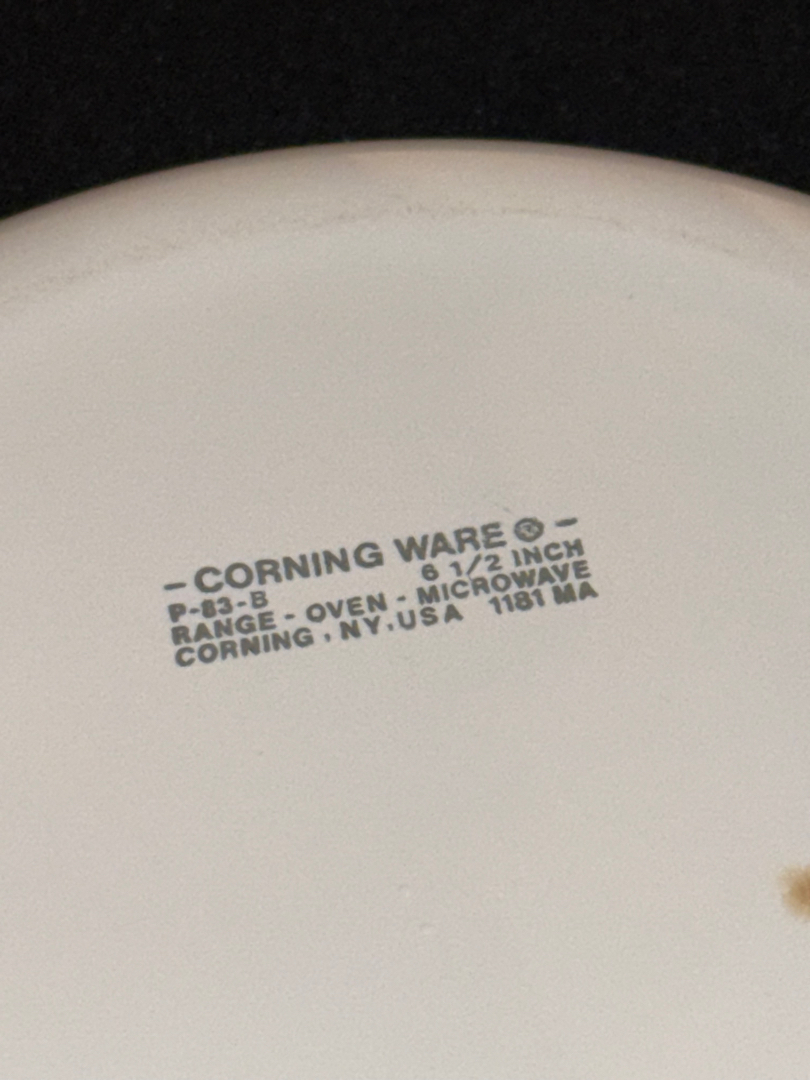 - CORNING WARE ® -
P-83-B 6 1/2 INCH
RANGE - OVEN - MICROWAVE
CORNING , NY . USA 1181 MA